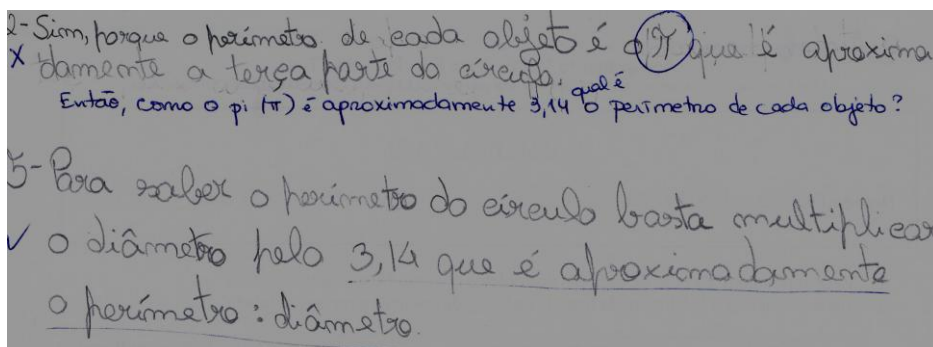 2-Sim, porque o perímetro de cada objeto é o π que é aproxima
X damente a terça parte do círculo.
Então, como o pi (π) é aproximadamente 3,14 qual é o perímetro de cada objeto?
5-Para saber o perímetro do círculo basta multiplicar
✓ o diâmetro pelo 3,14 que é aproximadamente
o perímetro : diâmetro.